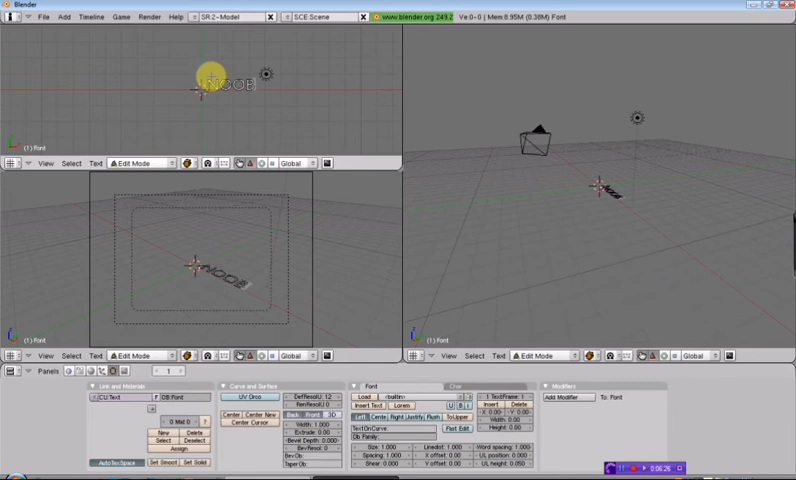 Blender
File Add Timeline Game Render Help SR:2-Model SCE:Scene www.blender.org 249.2 Ve:0-0 | Mem:8.95M (0.38M) Font
NOOB
(1) Font
View Select Text Edit Mode Global
NOOB
(1) Font
(1) Font
View Select Text Edit Mode Global
View Select Text Edit Mode Global
Panels 1
Link and Materials
CU:Text F OB:Font
0 Mat 0 ?
New Delete
Select Deselect
Assign
AutoTexSpace Set Smoot Set Solid
Curve and Surface
UV Orco
Center Center New
Center Cursor
DefResolU: 12
RenResolU 0
Back Front 3D
Width: 1.000
Extrude: 0.00
Bevel Depth: 0.000
BevResol: 0
BevOb:
TaperOb:
Font Char
Load <builtin>
Insert Text Lorem U B i
Left Cente Right Justify Flush ToUpper
TextOnCurve: Fast Edit
Ob Family:
Size: 1.000 Linedist: 1.000 Word spacing: 1.000
Spacing: 1.000 X offset: 0.00 UL position: 0.000
Shear: 0.000 Y offset: 0.00 UL height: 0.050
1 TextFrame: 1
Insert Delete
X: 0.00 Y: 0.00
Width: 0.00
Height: 0.00
Modifiers
Add Modifier To: Font
0:06:26